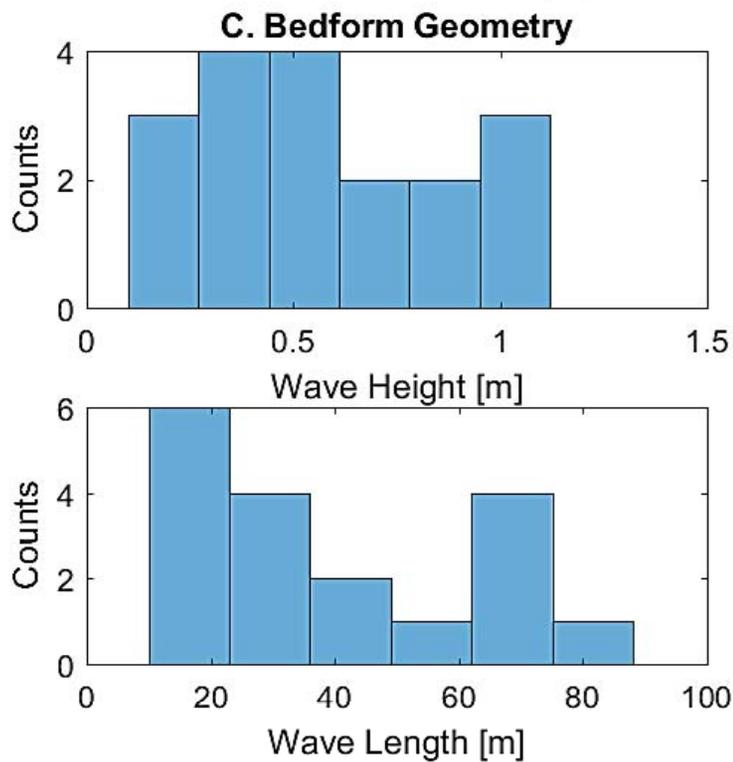 C. Bedform Geometry
4
2
0
Counts
0 0.5 1 1.5
Wave Height [m]
6
4
2
0
Counts
0 20 40 60 80 100
Wave Length [m]